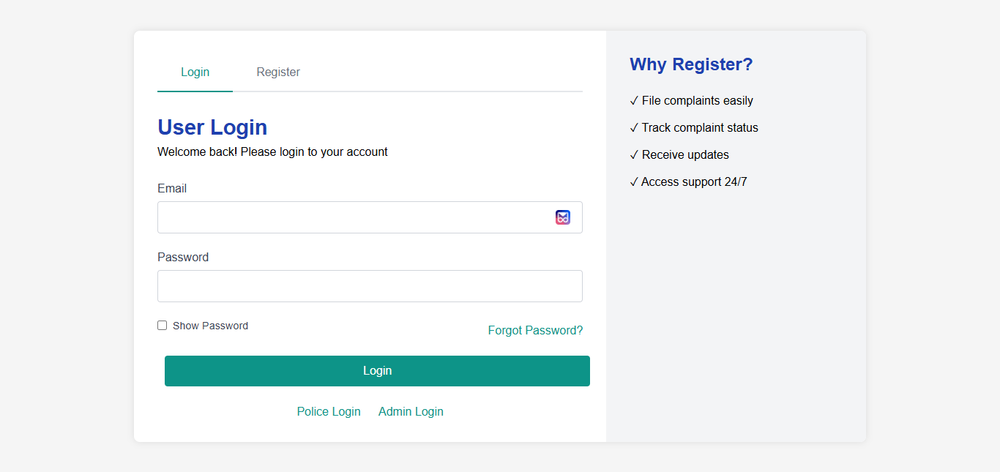 Login
Register
User Login
Welcome back! Please login to your account
Email
Password
Show Password
Forgot Password?
Login
Police Login
Admin Login
Why Register?
✓ File complaints easily
✓ Track complaint status
✓ Receive updates
✓ Access support 24/7